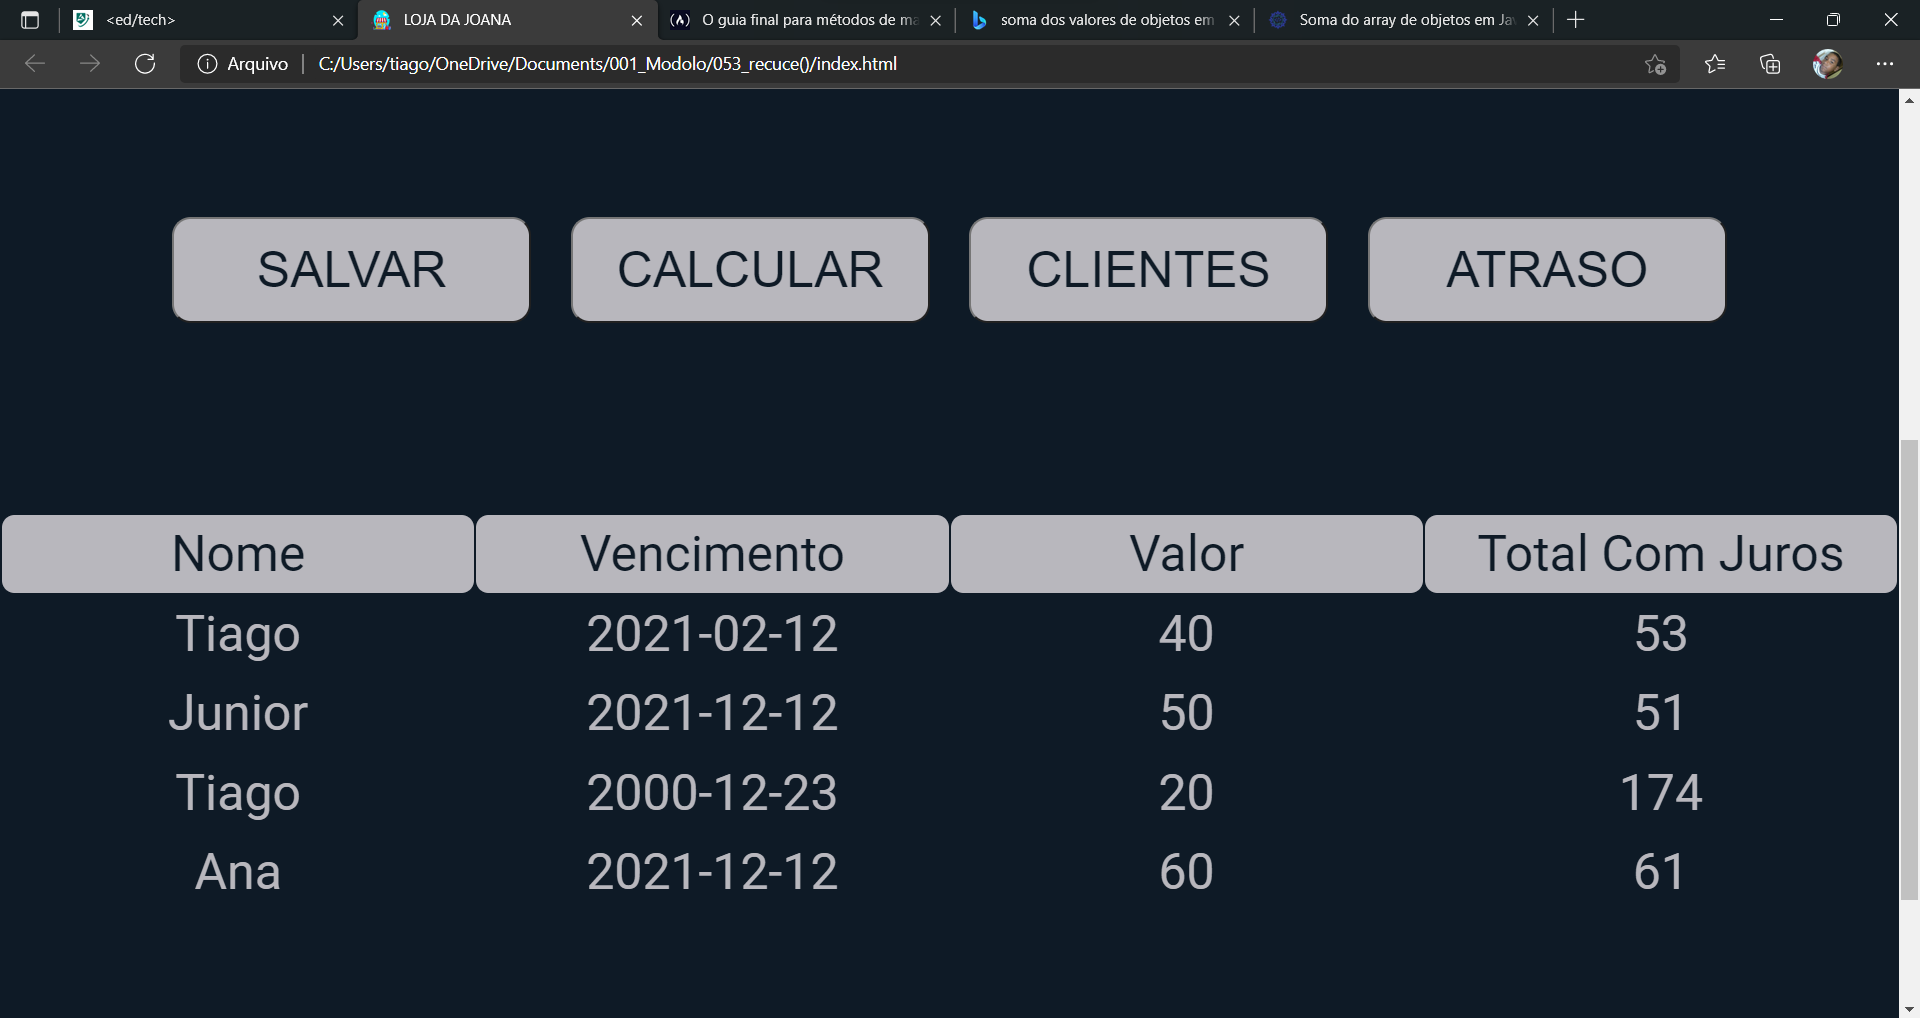 <ed/tech>
LOJA DA JOANA
O guia final para métodos de ma
soma dos valores de objetos em
Soma do array de objetos em Ja
Arquivo
C:/Users/tiago/OneDrive/Documents/001_Modolo/053_recuce()/index.html
SALVAR CALCULAR CLIENTES ATRASO
Nome Vencimento Valor Total Com Juros
Tiago 2021-02-12 40 53
Junior 2021-12-12 50 51
Tiago 2000-12-23 20 174
Ana 2021-12-12 60 61